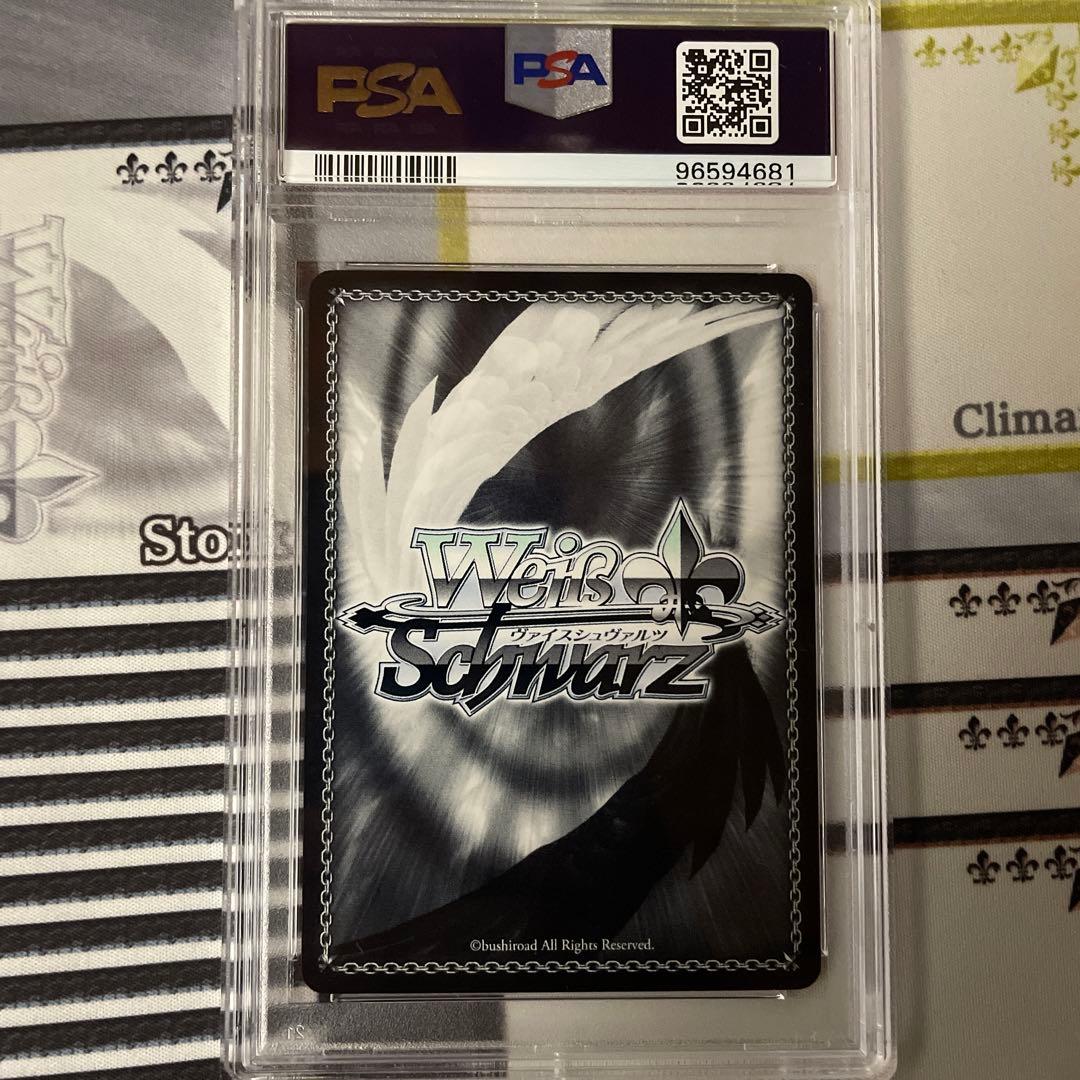 PSA
PSA
96594681
Clima
Sto
Weiß
ヴァイスシュヴァルツ
Schwarz
©bushiroad All Rights Reserved.
21